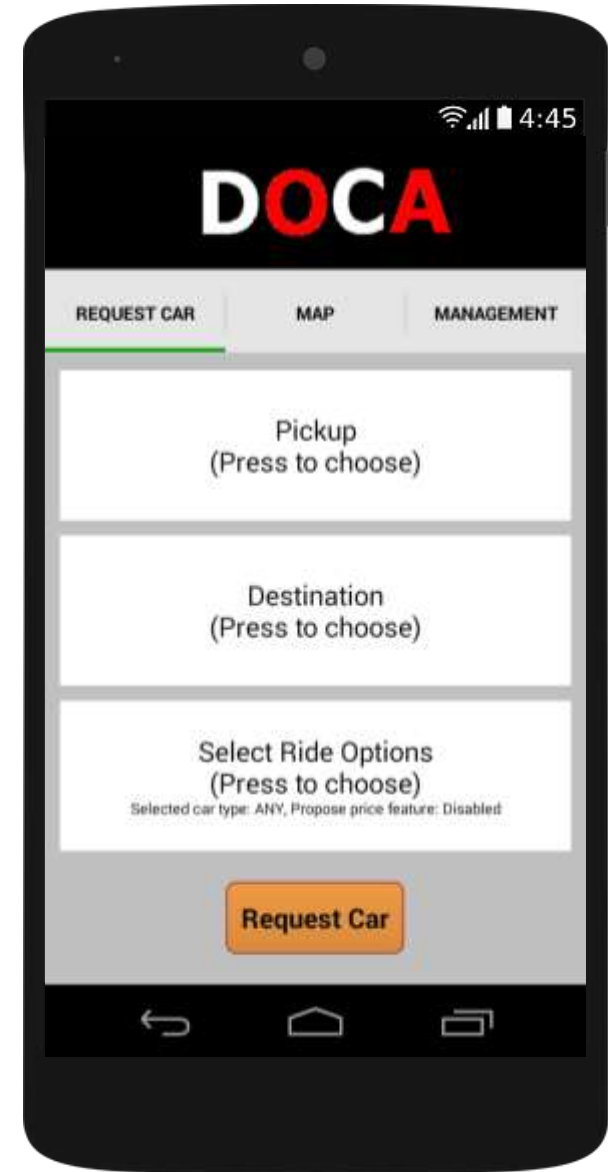 4:45
DOCA
REQUEST CAR MAP MANAGEMENT
Pickup
(Press to choose)
Destination
(Press to choose)
Select Ride Options
(Press to choose)
Selected car type: ANY, Propose price feature: Disabled
Request Car